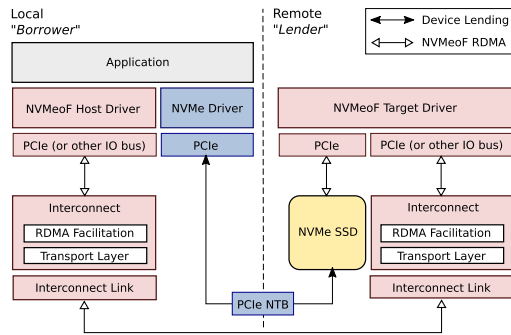 Local
"Borrower"
Remote
"Lender"
Device Lending
NVMeoF RDMA
Application
NVMeoF Host Driver
NVMe Driver
NVMeoF Target Driver
PCIe (or other IO bus)
PCIe
PCIe
PCIe (or other IO bus)
Interconnect
RDMA Facilitation
Transport Layer
NVMe SSD
Interconnect
RDMA Facilitation
Transport Layer
Interconnect Link
PCIe NTB
Interconnect Link